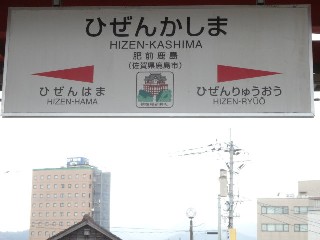 ひぜんかしま
HIZEN-KASHIMA
肥前鹿島
(佐賀県鹿島市)
ひぜんはま
HIZEN-HAMA
ひぜんりゅうおう
HIZEN-RYŪŌ